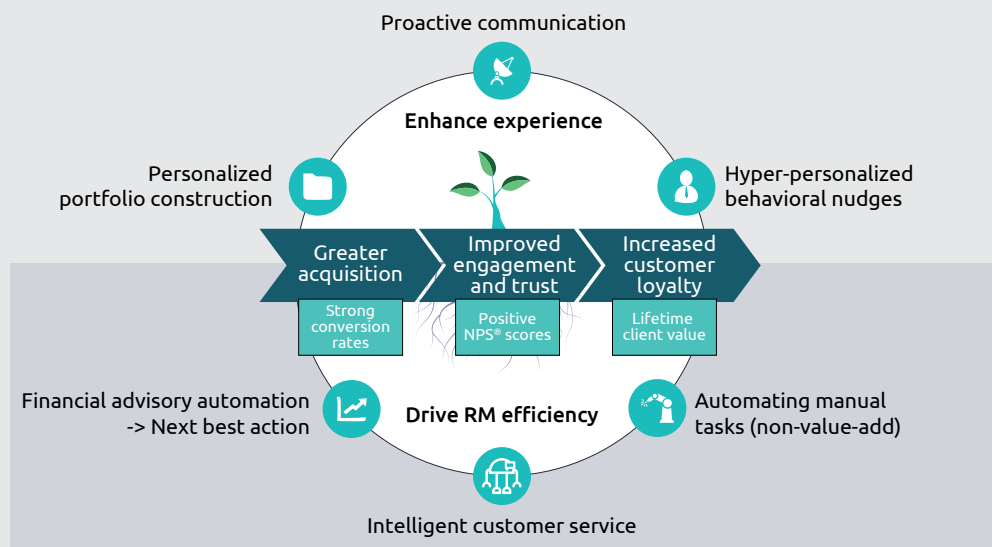 Proactive communication
Enhance experience
Personalized
portfolio construction
Hyper-personalized
behavioral nudges
Greater
acquisition
Improved
engagement
and trust
Increased
customer
loyalty
Strong
conversion
rates
Positive
NPS® scores
Lifetime
client value
Financial advisory automation
-> Next best action
Drive RM efficiency
Automating manual
tasks (non-value-add)
Intelligent customer service